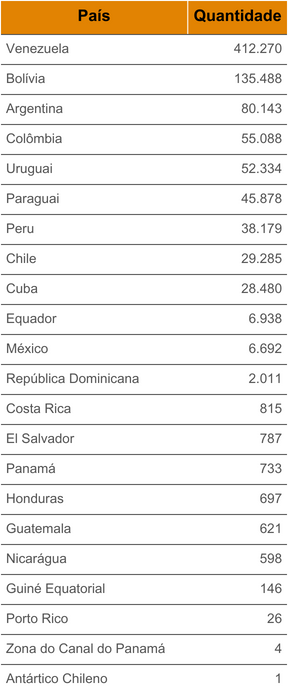 País Quantidade
Venezuela 412.270
Bolívia 135.488
Argentina 80.143
Colômbia 55.088
Uruguai 52.334
Paraguai 45.878
Peru 38.179
Chile 29.285
Cuba 28.480
Equador 6.938
México 6.692
República Dominicana 2.011
Costa Rica 815
El Salvador 787
Panamá 733
Honduras 697
Guatemala 621
Nicarágua 598
Guiné Equatorial 146
Porto Rico 26
Zona do Canal do Panamá 4
Antártico Chileno 1